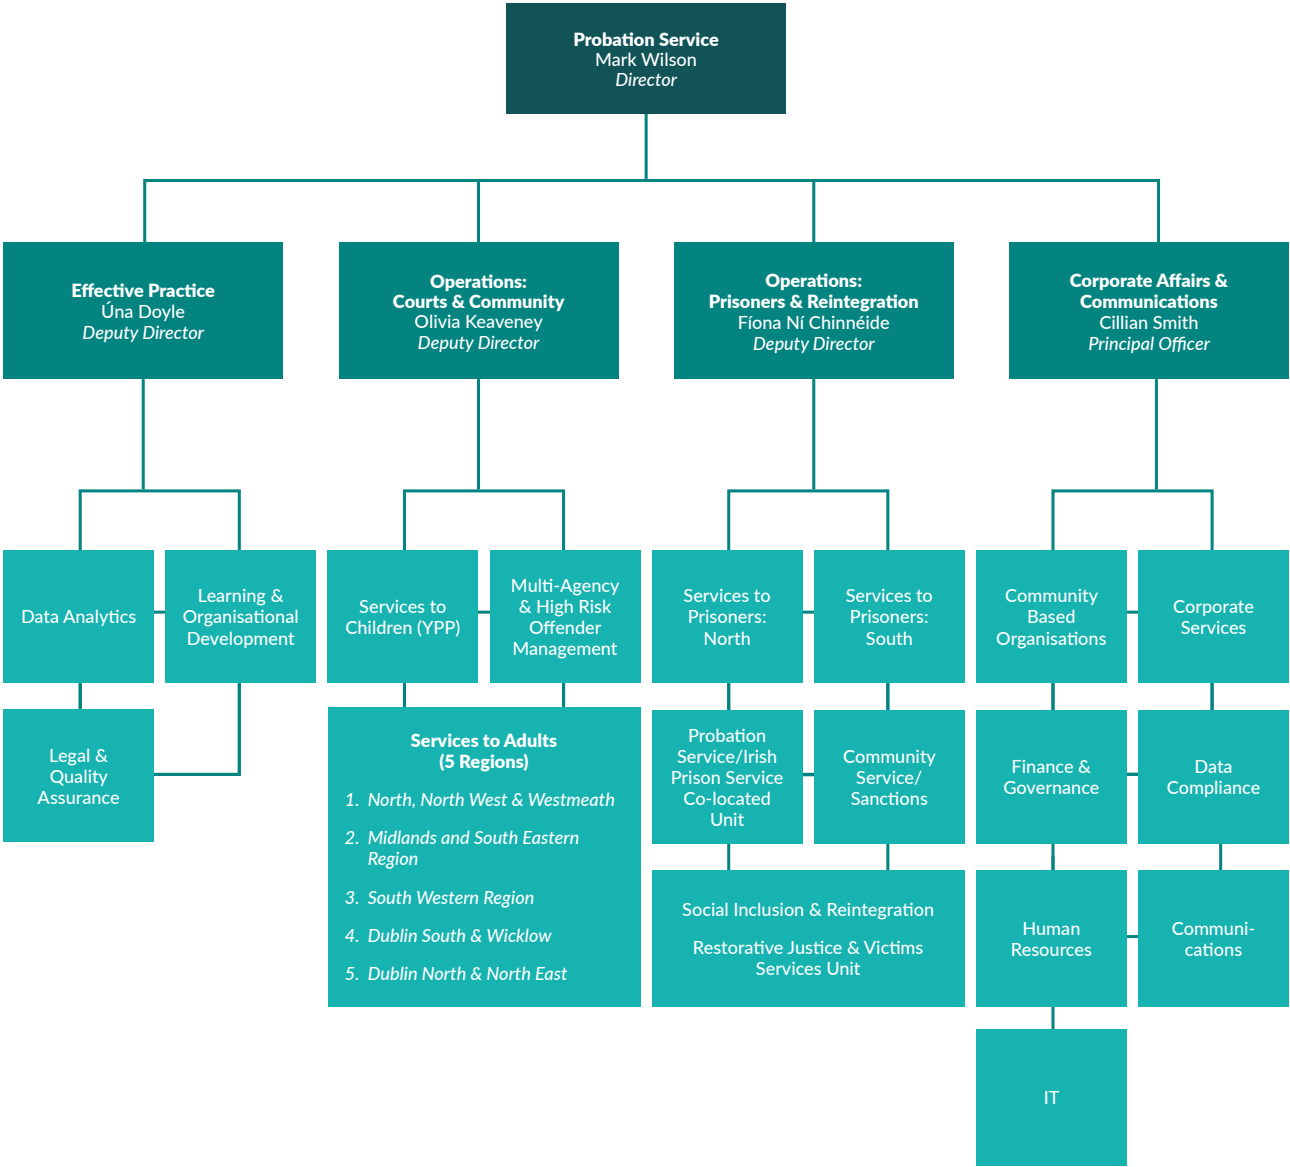 Probation Service
Mark Wilson
Director
Effective Practice
Úna Doyle
Deputy Director
Operations:
Courts & Community
Olivia Keaveney
Deputy Director
Operations:
Prisoners & Reintegration
Fíona Ní Chinnéide
Deputy Director
Corporate Affairs &
Communications
Cillian Smith
Principal Officer
Data Analytics
Learning &
Organisational
Development
Legal &
Quality
Assurance
Services to
Children (YPP)
Multi-Agency
& High Risk
Offender
Management
Services to Adults
(5 Regions)
1. North, North West & Westmeath
2. Midlands and South Eastern
Region
3. South Western Region
4. Dublin South & Wicklow
5. Dublin North & North East
Services to
Prisoners:
North
Services to
Prisoners:
South
Probation
Service/Irish
Prison Service
Co-located
Unit
Community
Service/
Sanctions
Social Inclusion & Reintegration
Restorative Justice & Victims
Services Unit
Community
Based
Organisations
Corporate
Services
Finance &
Governance
Data
Compliance
Human
Resources
Communi-
cations
IT